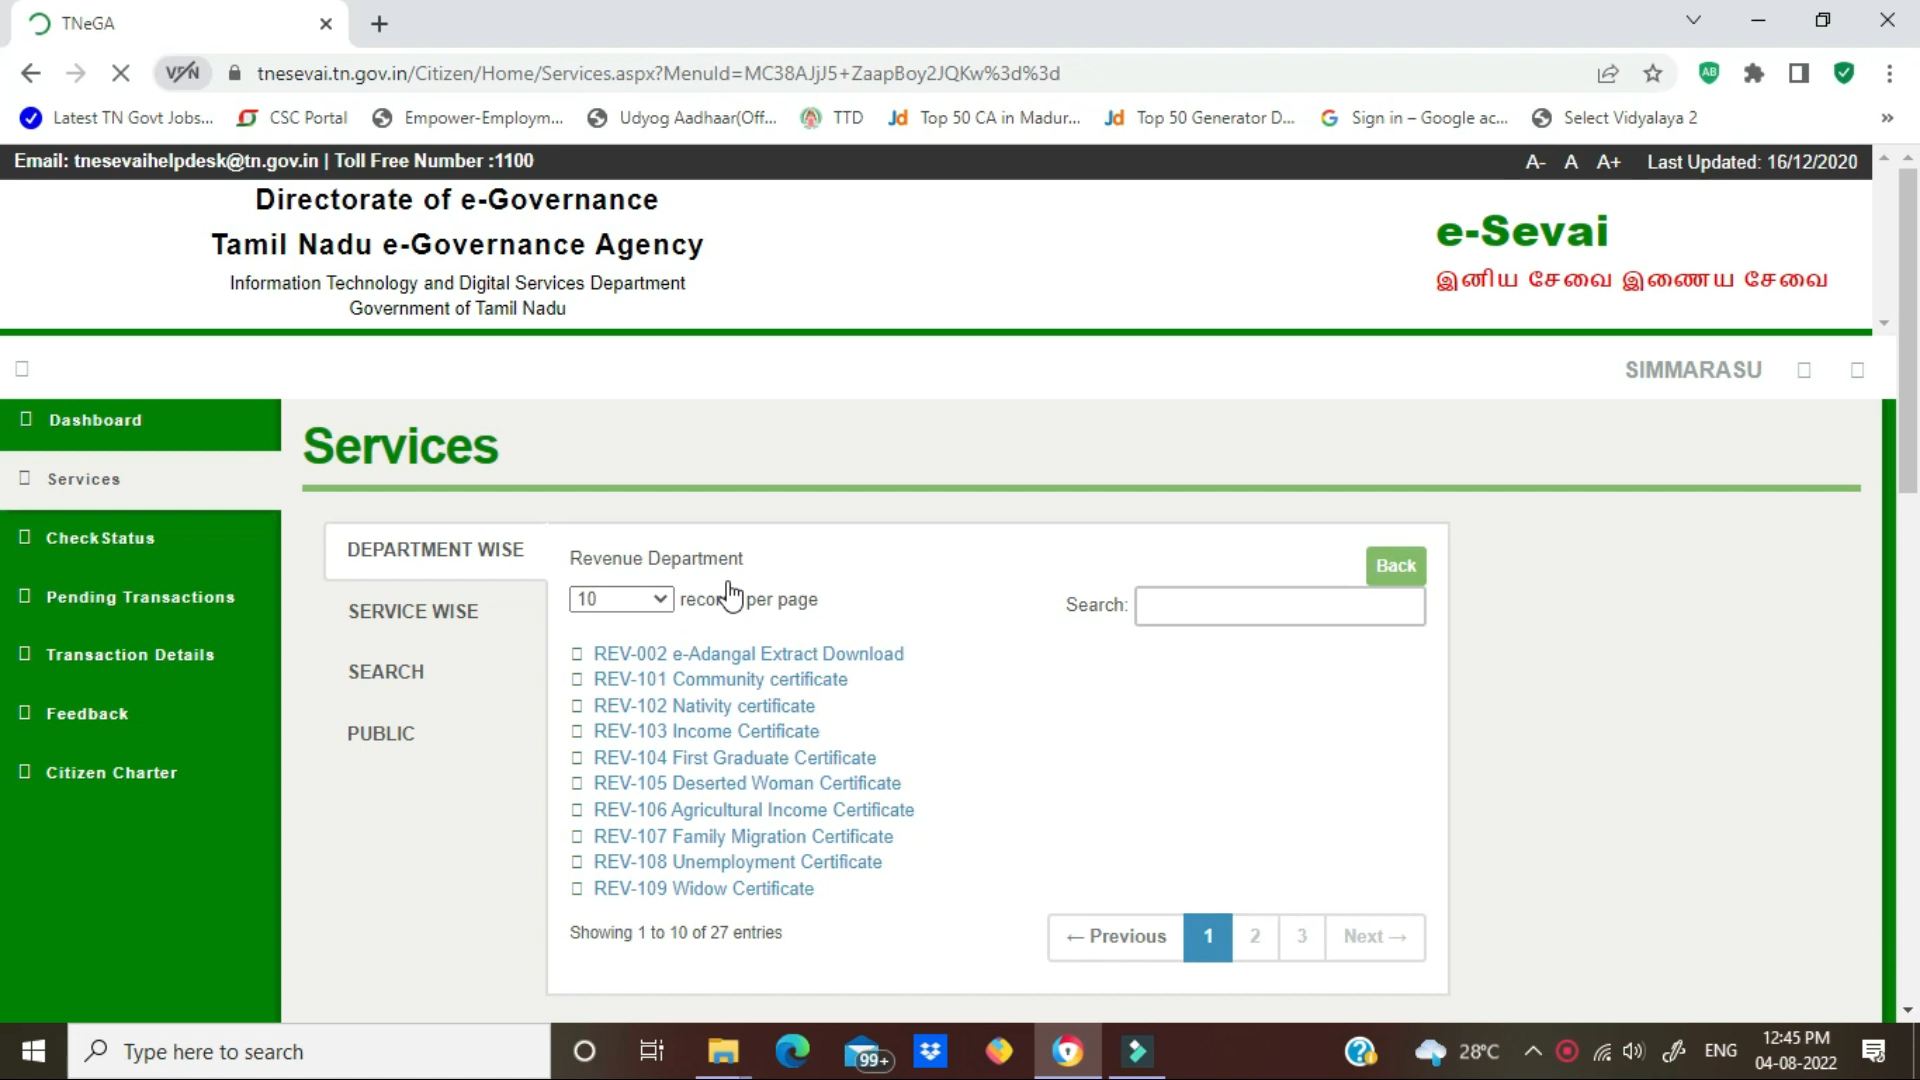 TNeGA
VPN
tnesevai.tn.gov.in/Citizen/Home/Services.aspx?MenuId=MC38AJjJ5+ZaapBoy2JQKw%3d%3d
AB
Latest TN Govt Jobs... CSC Portal Empower-Employm... Udyog Aadhaar(Off... TTD Jd Top 50 CA in Madur... Jd Top 50 Generator D... Sign in – Google ac... Select Vidyalaya 2 »
Email: tnesevaihelpdesk@tn.gov.in | Toll Free Number :1100
A- A A+ Last Updated: 16/12/2020
Directorate of e-Governance
Tamil Nadu e-Governance Agency
Information Technology and Digital Services Department
Government of Tamil Nadu
e-Sevai
இனிய சேவை இணைய சேவை
SIMMARASU
Dashboard
Services
CheckStatus
Pending Transactions
Transaction Details
Feedback
Citizen Charter
Services
DEPARTMENT WISE
SERVICE WISE
SEARCH
PUBLIC
Revenue Department
Back
10 per page
Search:
REV-002 e-Adangal Extract Download
REV-101 Community certificate
REV-102 Nativity certificate
REV-103 Income Certificate
REV-104 First Graduate Certificate
REV-105 Deserted Woman Certificate
REV-106 Agricultural Income Certificate
REV-107 Family Migration Certificate
REV-108 Unemployment Certificate
REV-109 Widow Certificate
Showing 1 to 10 of 27 entries
← Previous 1 2 3 Next →
Type here to search
99+
28°C
ENG
12:45 PM
04-08-2022